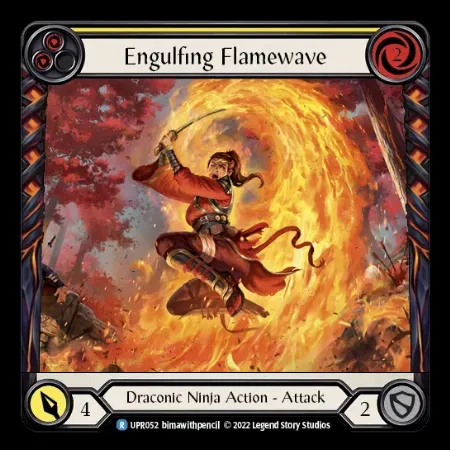 Engulfing Flamewave
2
4
Draconic Ninja Action - Attack
2
R UPR052 bimawithpencil © 2022 Legend Story Studios